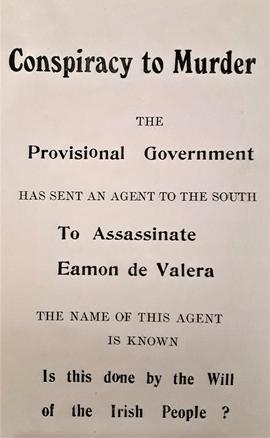 Conspiracy to Murder
THE
Provisional Government
HAS SENT AN AGENT TO THE SOUTH
To Assassinate
Eamon de Valera
THE NAME OF THIS AGENT
IS KNOWN
Is this done by the Will
of the Irish People ?